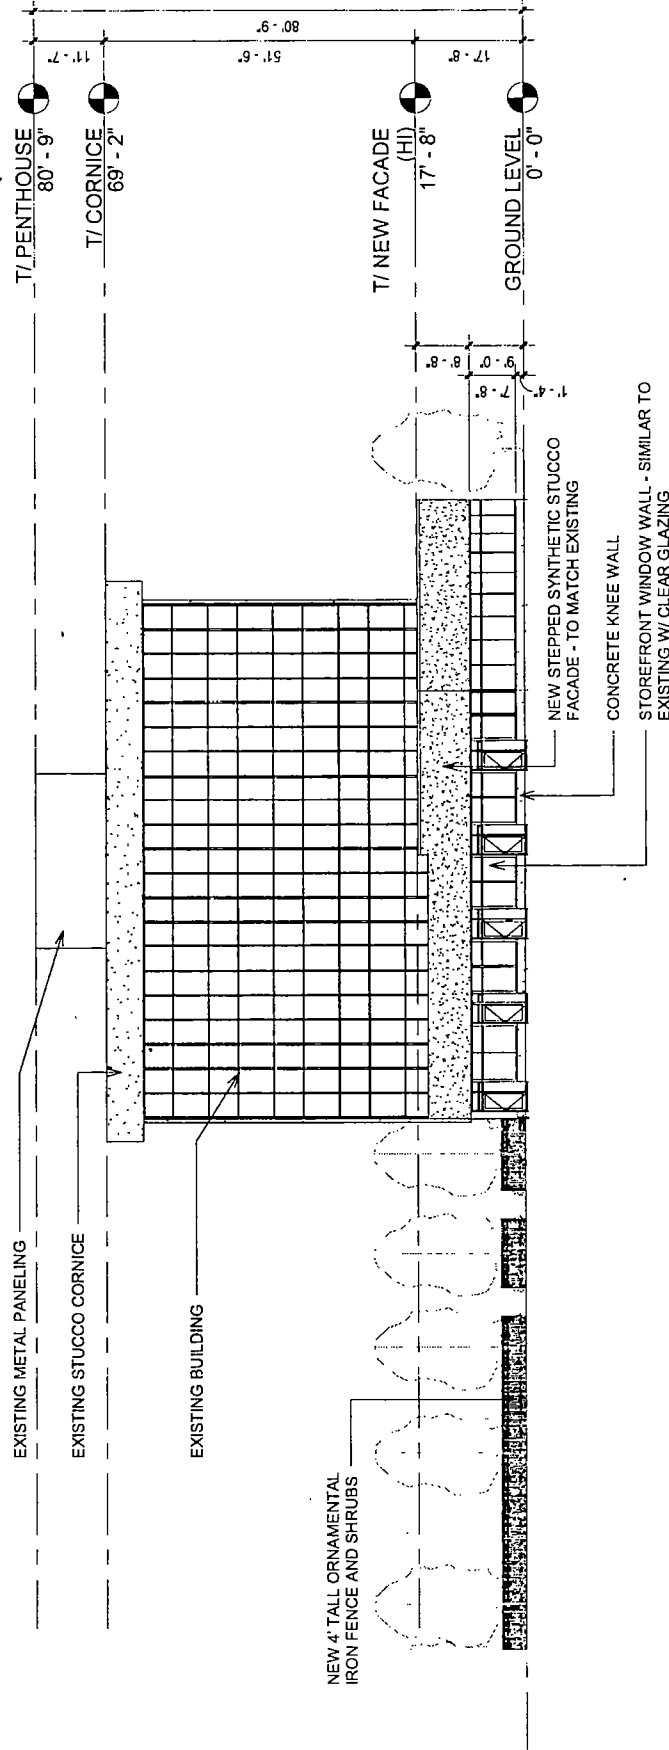 80' - 9"
11' - 7"
51' - 6"
17' - 8"
T/ PENTHOUSE
80' - 9"
T/ CORNICE
69' - 2"
T/ NEW FACADE
(HI)
17' - 8"
GROUND LEVEL
0' - 0"
8' - 8"
9' - 0"
7' - 8"
1' - 4"
EXISTING METAL PANELING
EXISTING STUCCO CORNICE
EXISTING BUILDING
NEW 4' TALL ORNAMENTAL
IRON FENCE AND SHRUBS
NEW STEPPED SYNTHETIC STUCCO
FACADE - TO MATCH EXISTING
CONCRETE KNEE WALL
STOREFRONT WINDOW WALL - SIMILAR TO
EXISTING W/ CLEAR GLAZING